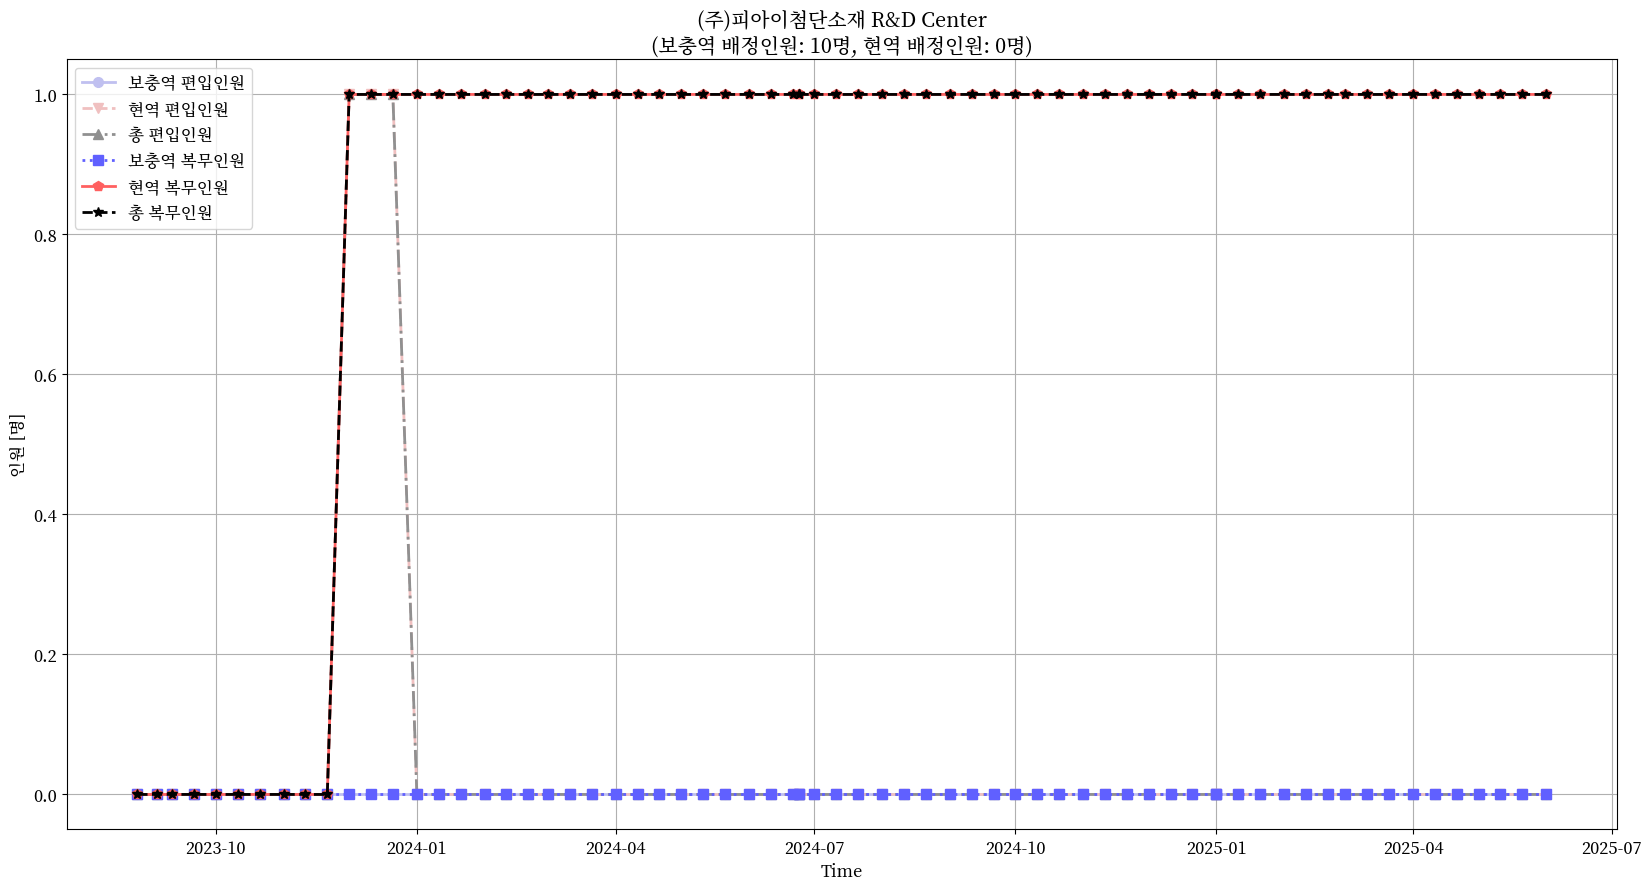 (주)피아이첨단소재 R&D Center
(보충역 배정인원: 10명, 현역 배정인원: 0명)
보충역 편입인원
현역 편입인원
총 편입인원
보충역 복무인원
현역 복무인원
총 복무인원
1.0
0.8
0.6
0.4
0.2
0.0
인원 [명]
2023-10
2024-01
2024-04
2024-07
2024-10
2025-01
2025-04
2025-07
Time